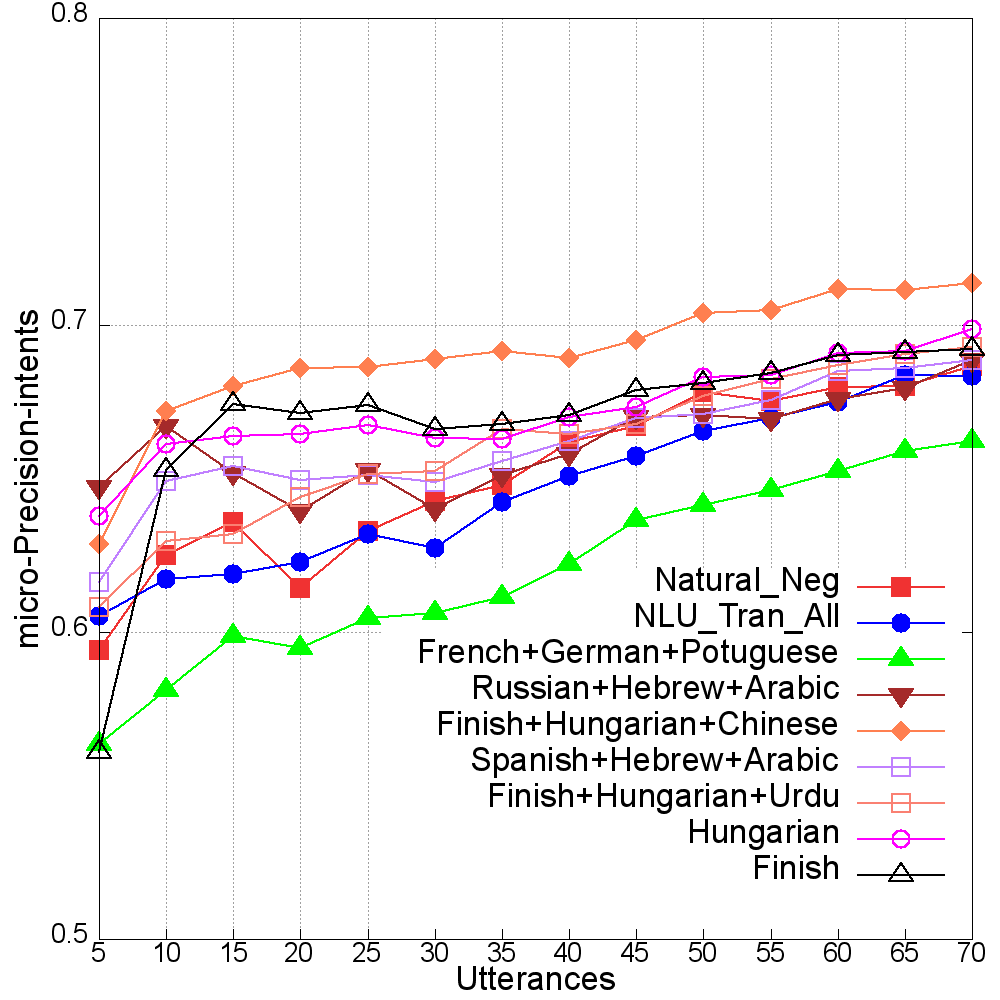 0.8
0.7
0.6
0.5
micro-Precision-intents
Natural_Neg
NLU_Tran_All
French+German+Potuguese
Russian+Hebrew+Arabic
Finish+Hungarian+Chinese
Spanish+Hebrew+Arabic
Finish+Hungarian+Urdu
Hungarian
Finish
5 10 15 20 25 30 35 40 45 50 55 60 65 70
Utterances